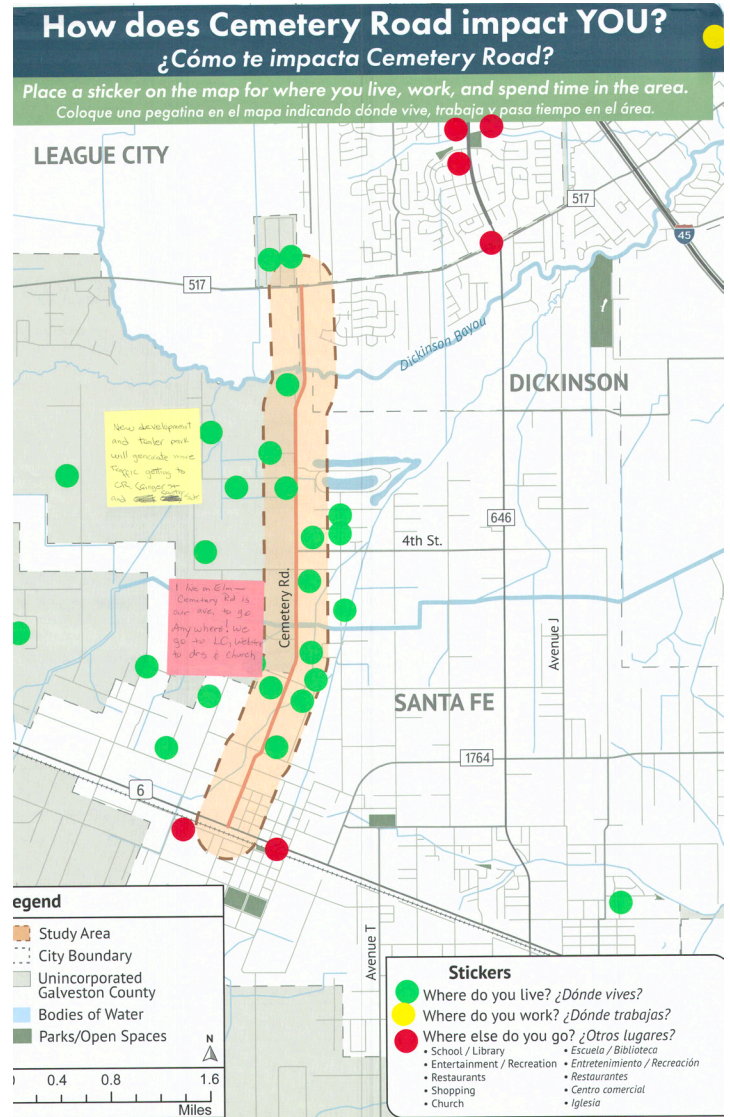 How does Cemetery Road impact YOU?
¿Cómo te impacta Cemetery Road?
Place a sticker on the map for where you live, work, and spend time in the area.
Coloque una pegatina en el mapa indicando dónde vive, trabaja y pasa tiempo en el área.
LEAGUE CITY
517
45
517
Dickinson Bayou
DICKINSON
New development
and trailer park
will generate more
traffic getting to
CR
and
646
4th St.
Cemetery Rd.
I live on Elm —
Cemetery Rd is
our ave. to go
Anywhere! We
go to LC, Webster
to drs & church
Avenue J
SANTA FE
1764
6
Avenue T
egend
Study Area
City Boundary
Unincorporated
Galveston County
Bodies of Water
Parks/Open Spaces
N
0 0.4 0.8 1.6
Miles
Stickers
Where do you live? ¿Dónde vives?
Where do you work? ¿Dónde trabajas?
Where else do you go? ¿Otros lugares?
• School / Library
• Entertainment / Recreation
• Restaurants
• Shopping
• Church
• Escuela / Biblioteca
• Entretenimiento / Recreación
• Restaurantes
• Centro comercial
• Iglesia